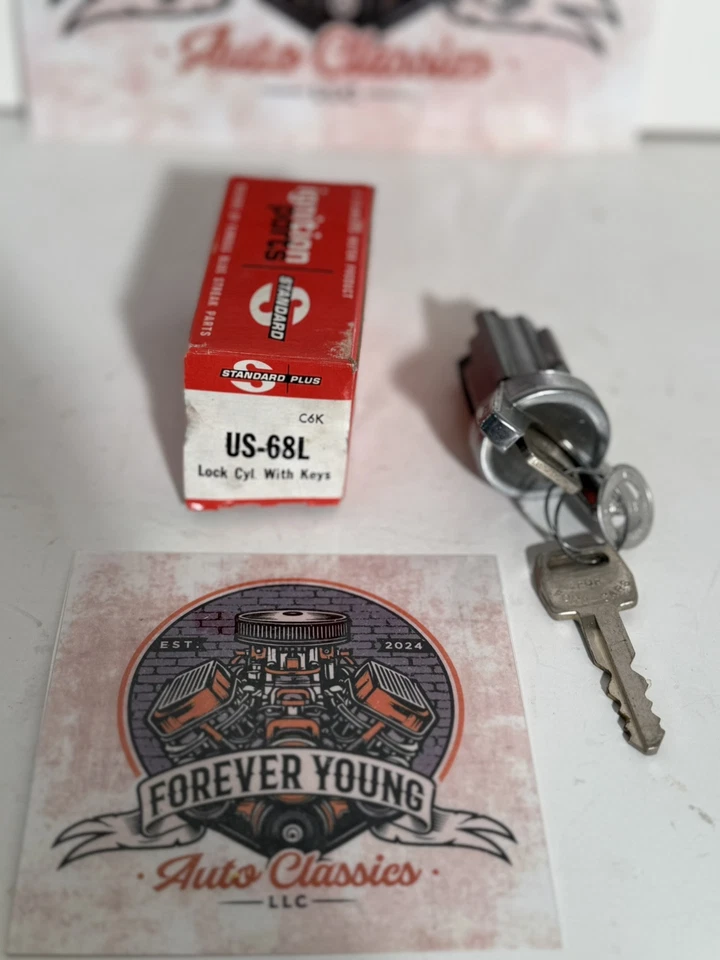 Auto Classics
ignition
parts
STANDARD
STANDARD PLUS
C6K
US-68L
Lock Cyl. With Keys
EST. 2024
FOREVER YOUNG
· Auto Classics ·
LLC